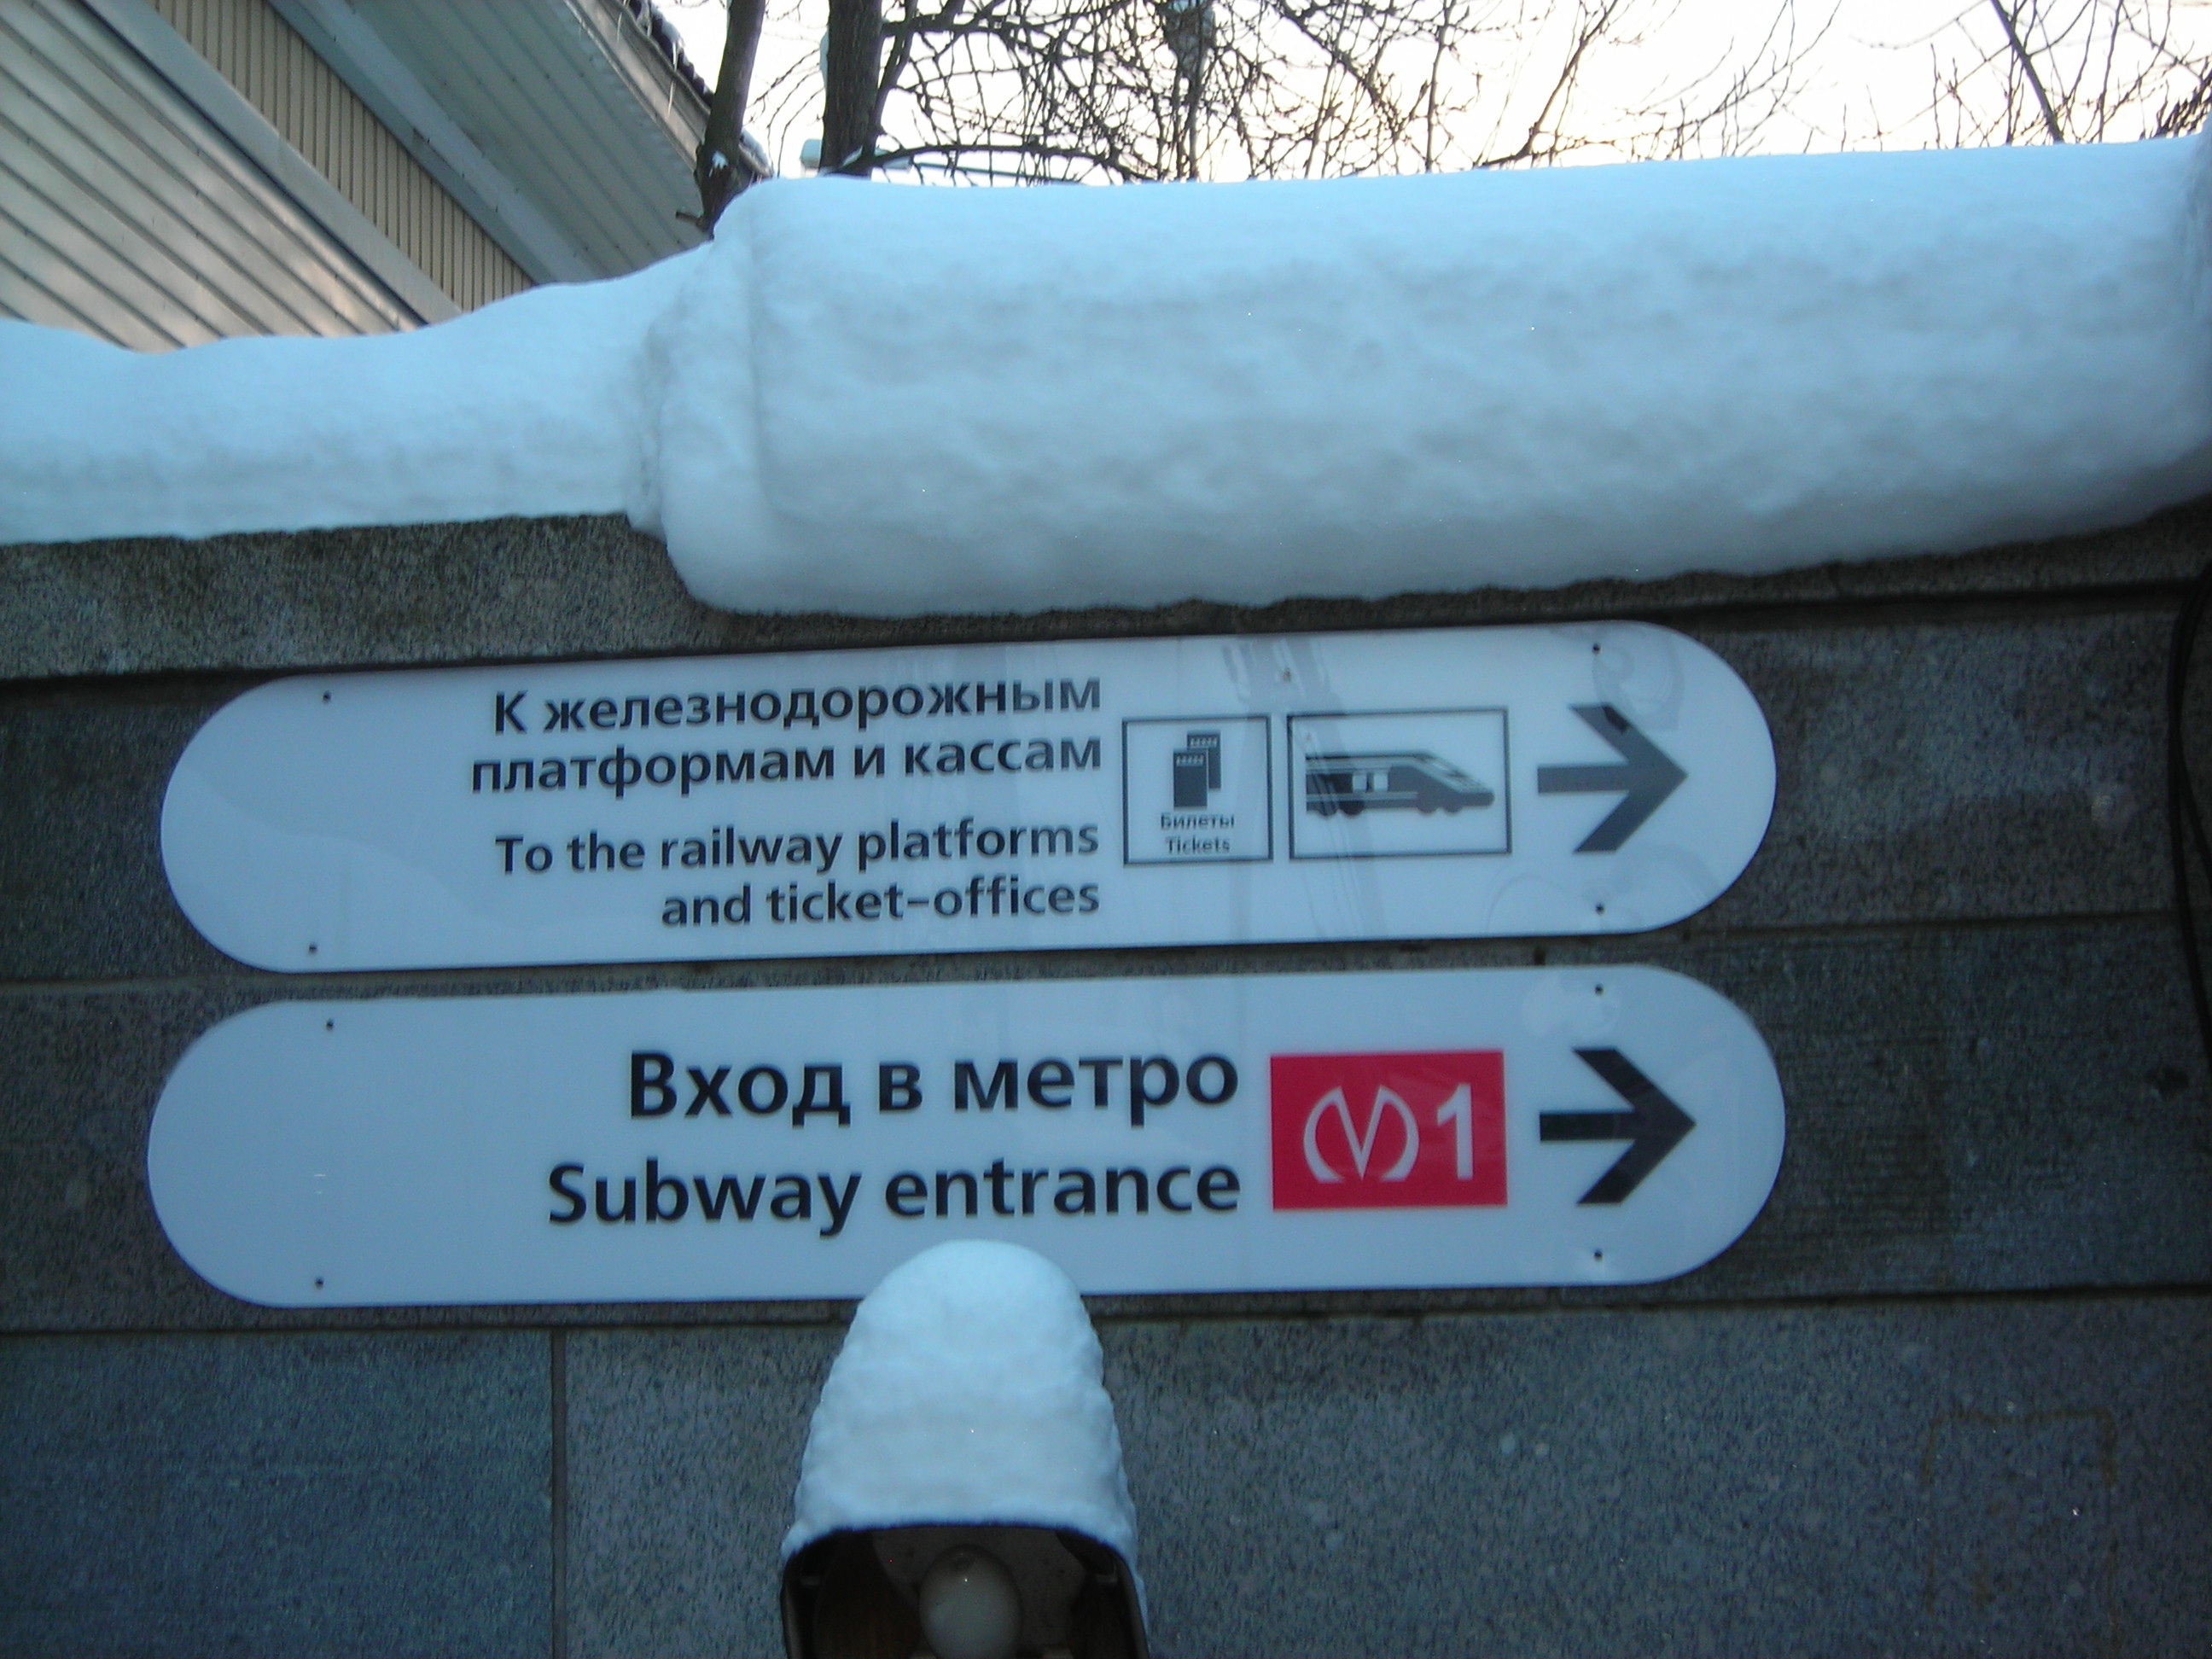 К железнодорожным
платформам и кассам
To the railway platforms
and ticket-offices
Билеты
Tickets
Вход в метро
Subway entrance
M 1